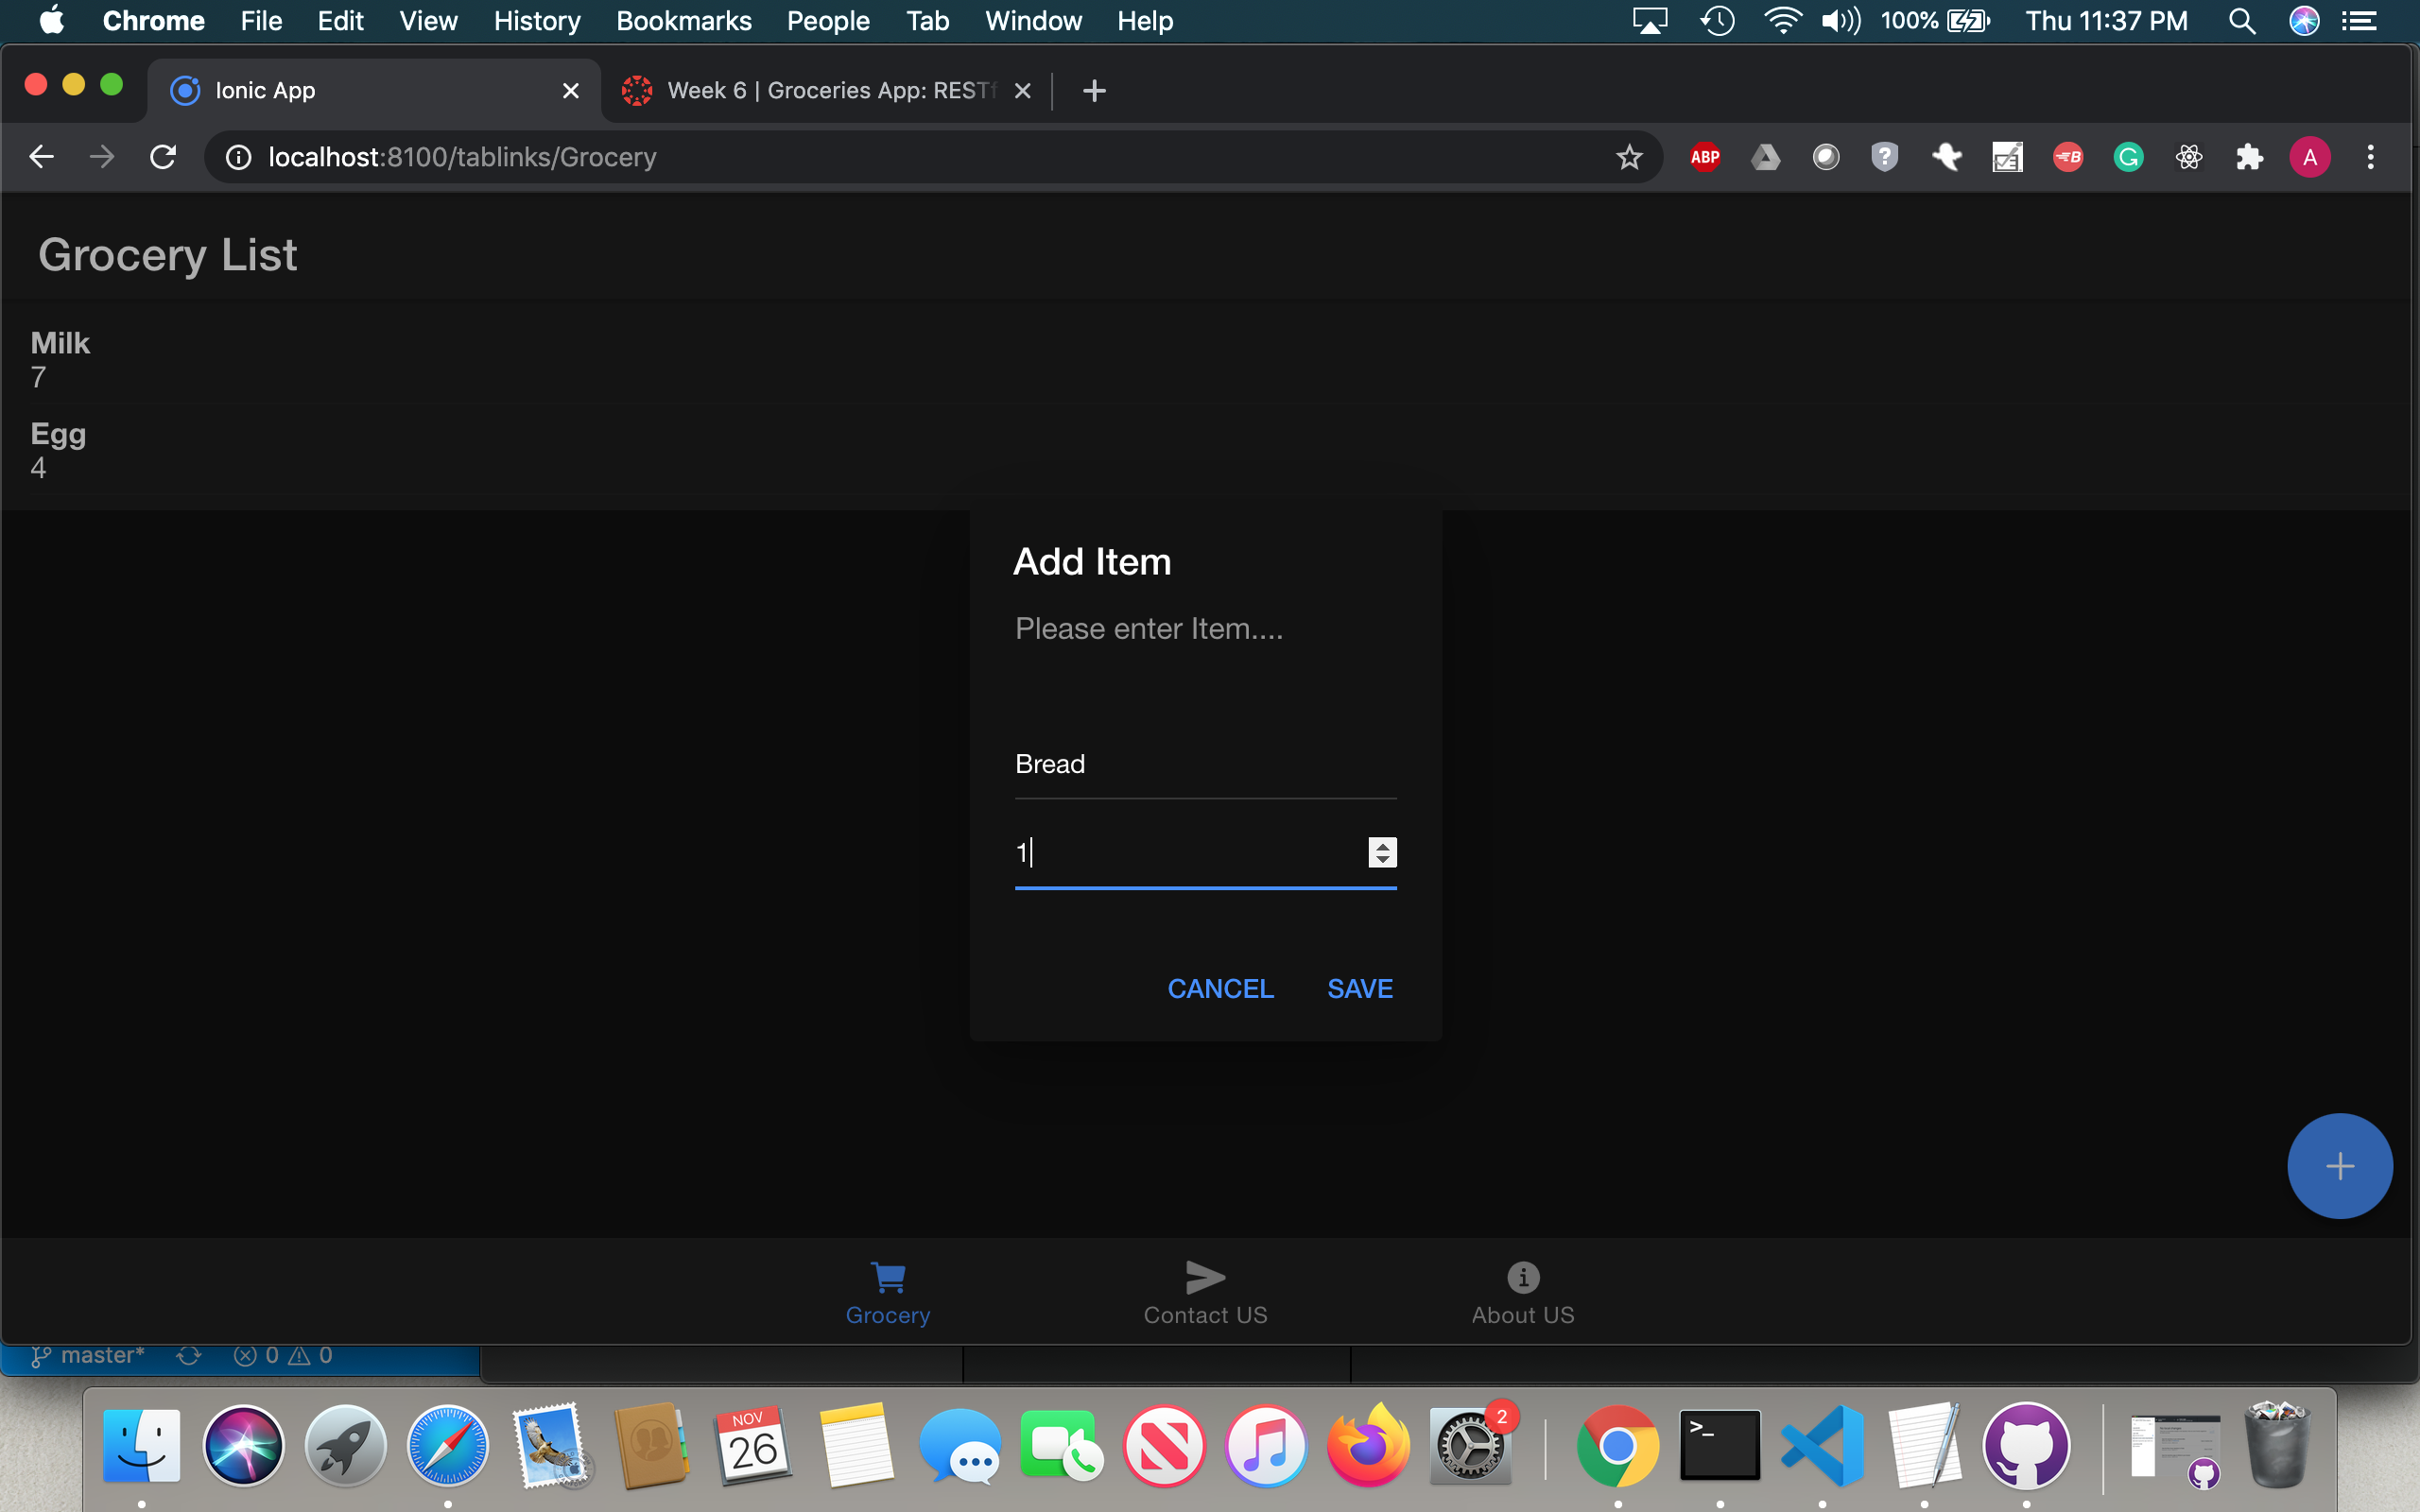 Chrome File Edit View History Bookmarks People Tab Window Help 100% Thu 11:37 PM
Ionic App Week 6 | Groceries App: RESTf
localhost:8100/tablinks/Grocery ABP ? B G A
Grocery List
Milk
7
Egg
4
Add Item
Please enter Item....
Bread
1
CANCEL SAVE
Grocery Contact US About US
master* 0 0
NOV
26
2
>_